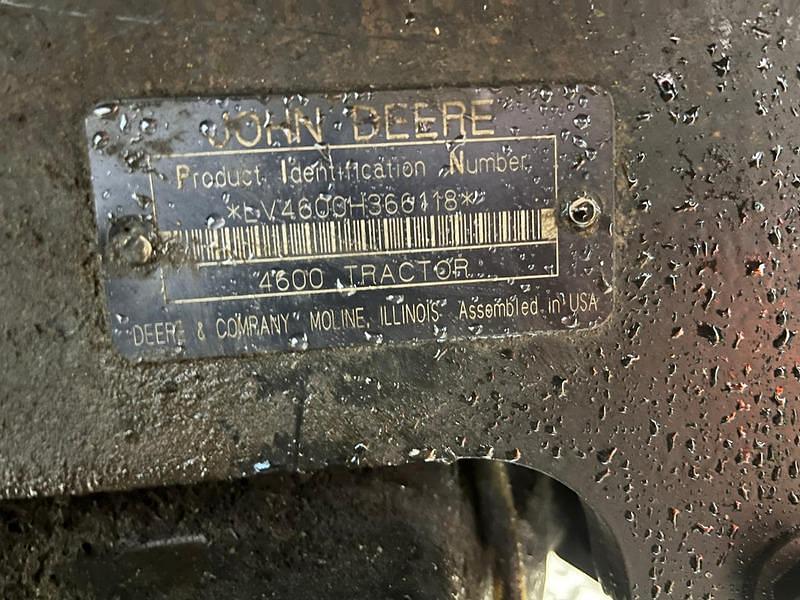 JOHN DEERE
Product Identification Number
*LV4600H366118*
4600 TRACTOR
DEERE & COMPANY MOLINE, ILLINOIS Assembled in USA